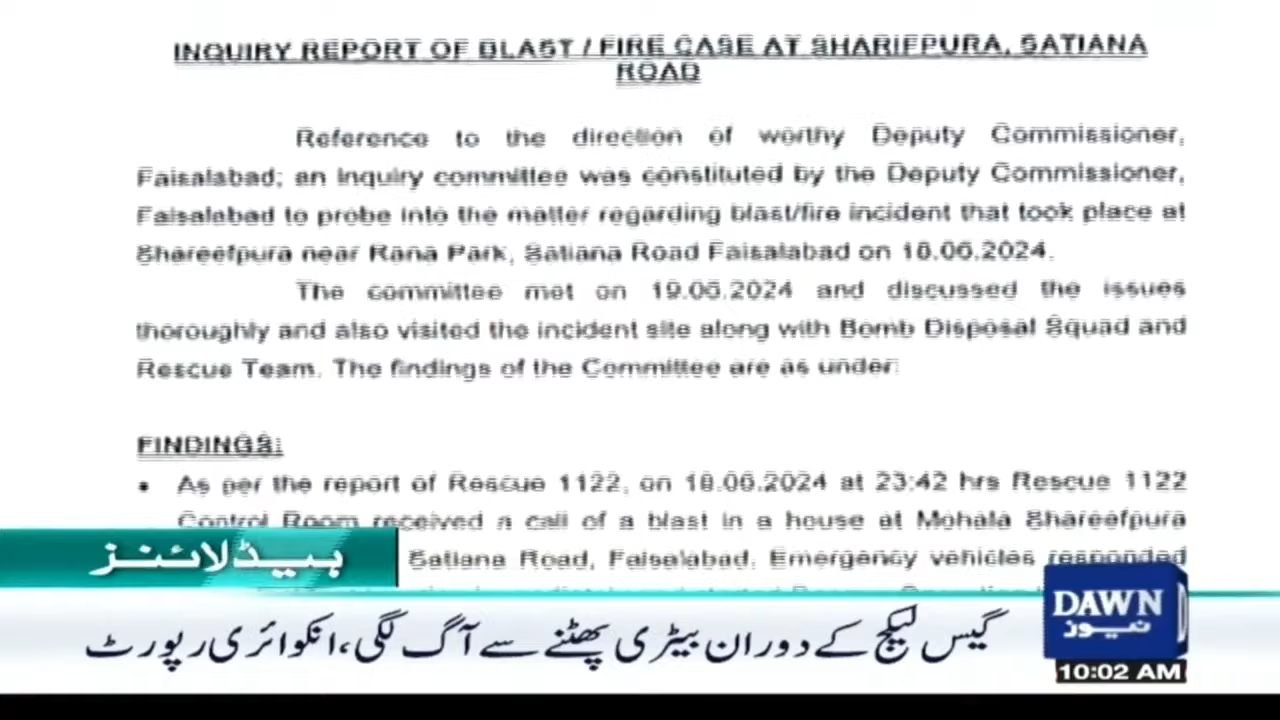 INQUIRY REPORT OF BLAST / FIRE CASE AT SHARIFPURA, SATIANA
ROAD
Reference to the direction of worthy Deputy Commissioner,
Faisalabad; an inquiry committee was constituted by the Deputy Commissioner,
Faisalabad to probe into the matter regarding blast/fire incident that took place at
Shareefpura near Rana Park, Satiana Road Faisalabad on 18.06.2024.
The committee met on 19.06.2024 and discussed the issues
thoroughly and also visited the incident site along with Bomb Disposal Squad and
Rescue Team. The findings of the Committee are as under:
FINDINGS:
• As per the report of Rescue 1122, on 18.06.2024 at 23:42 hrs Rescue 1122
Control Room received a call of a blast in a house at Mohala Shareefpura
Satiana Road, Faisalabad. Emergency vehicles responded
ہیڈلائنز
گیس لیکج کے دوران بیٹری پھٹنے سے آگ لگی، انکوائری رپورٹ
DAWN
نیوز
10:02 AM